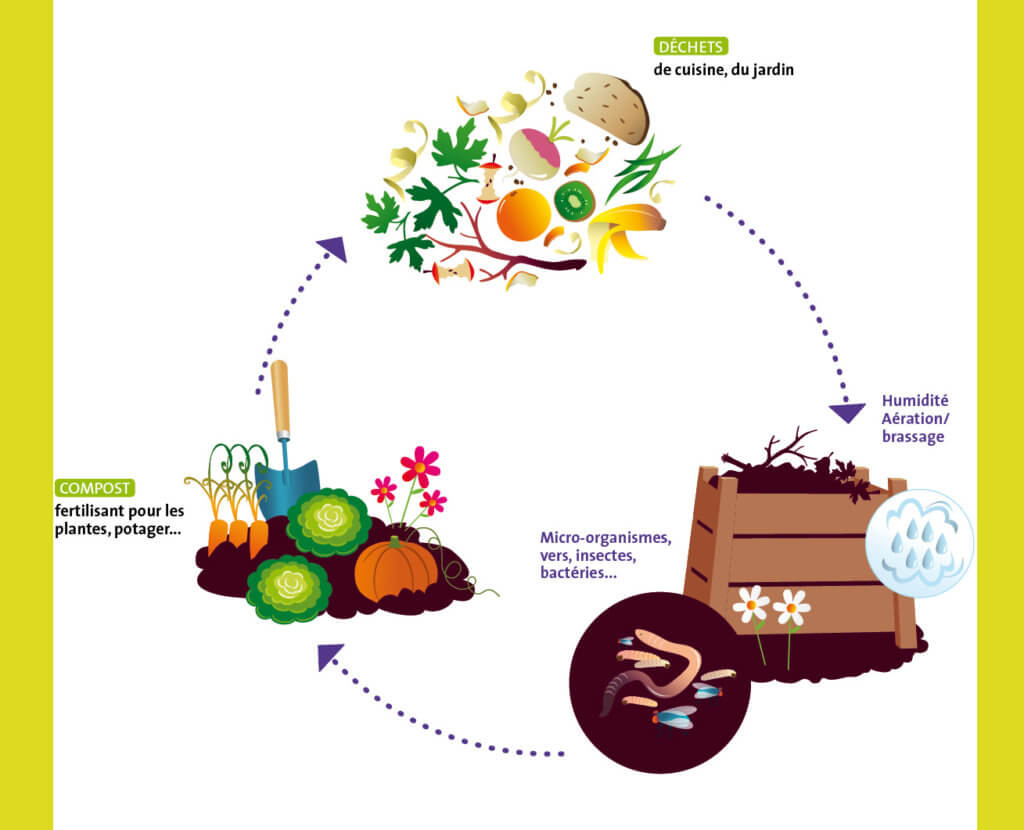 DÉCHETS
de cuisine, du jardin
Humidité
Aération/
brassage
Micro-organismes,
vers, insectes,
bactéries...
COMPOST
fertilisant pour les
plantes, potager...